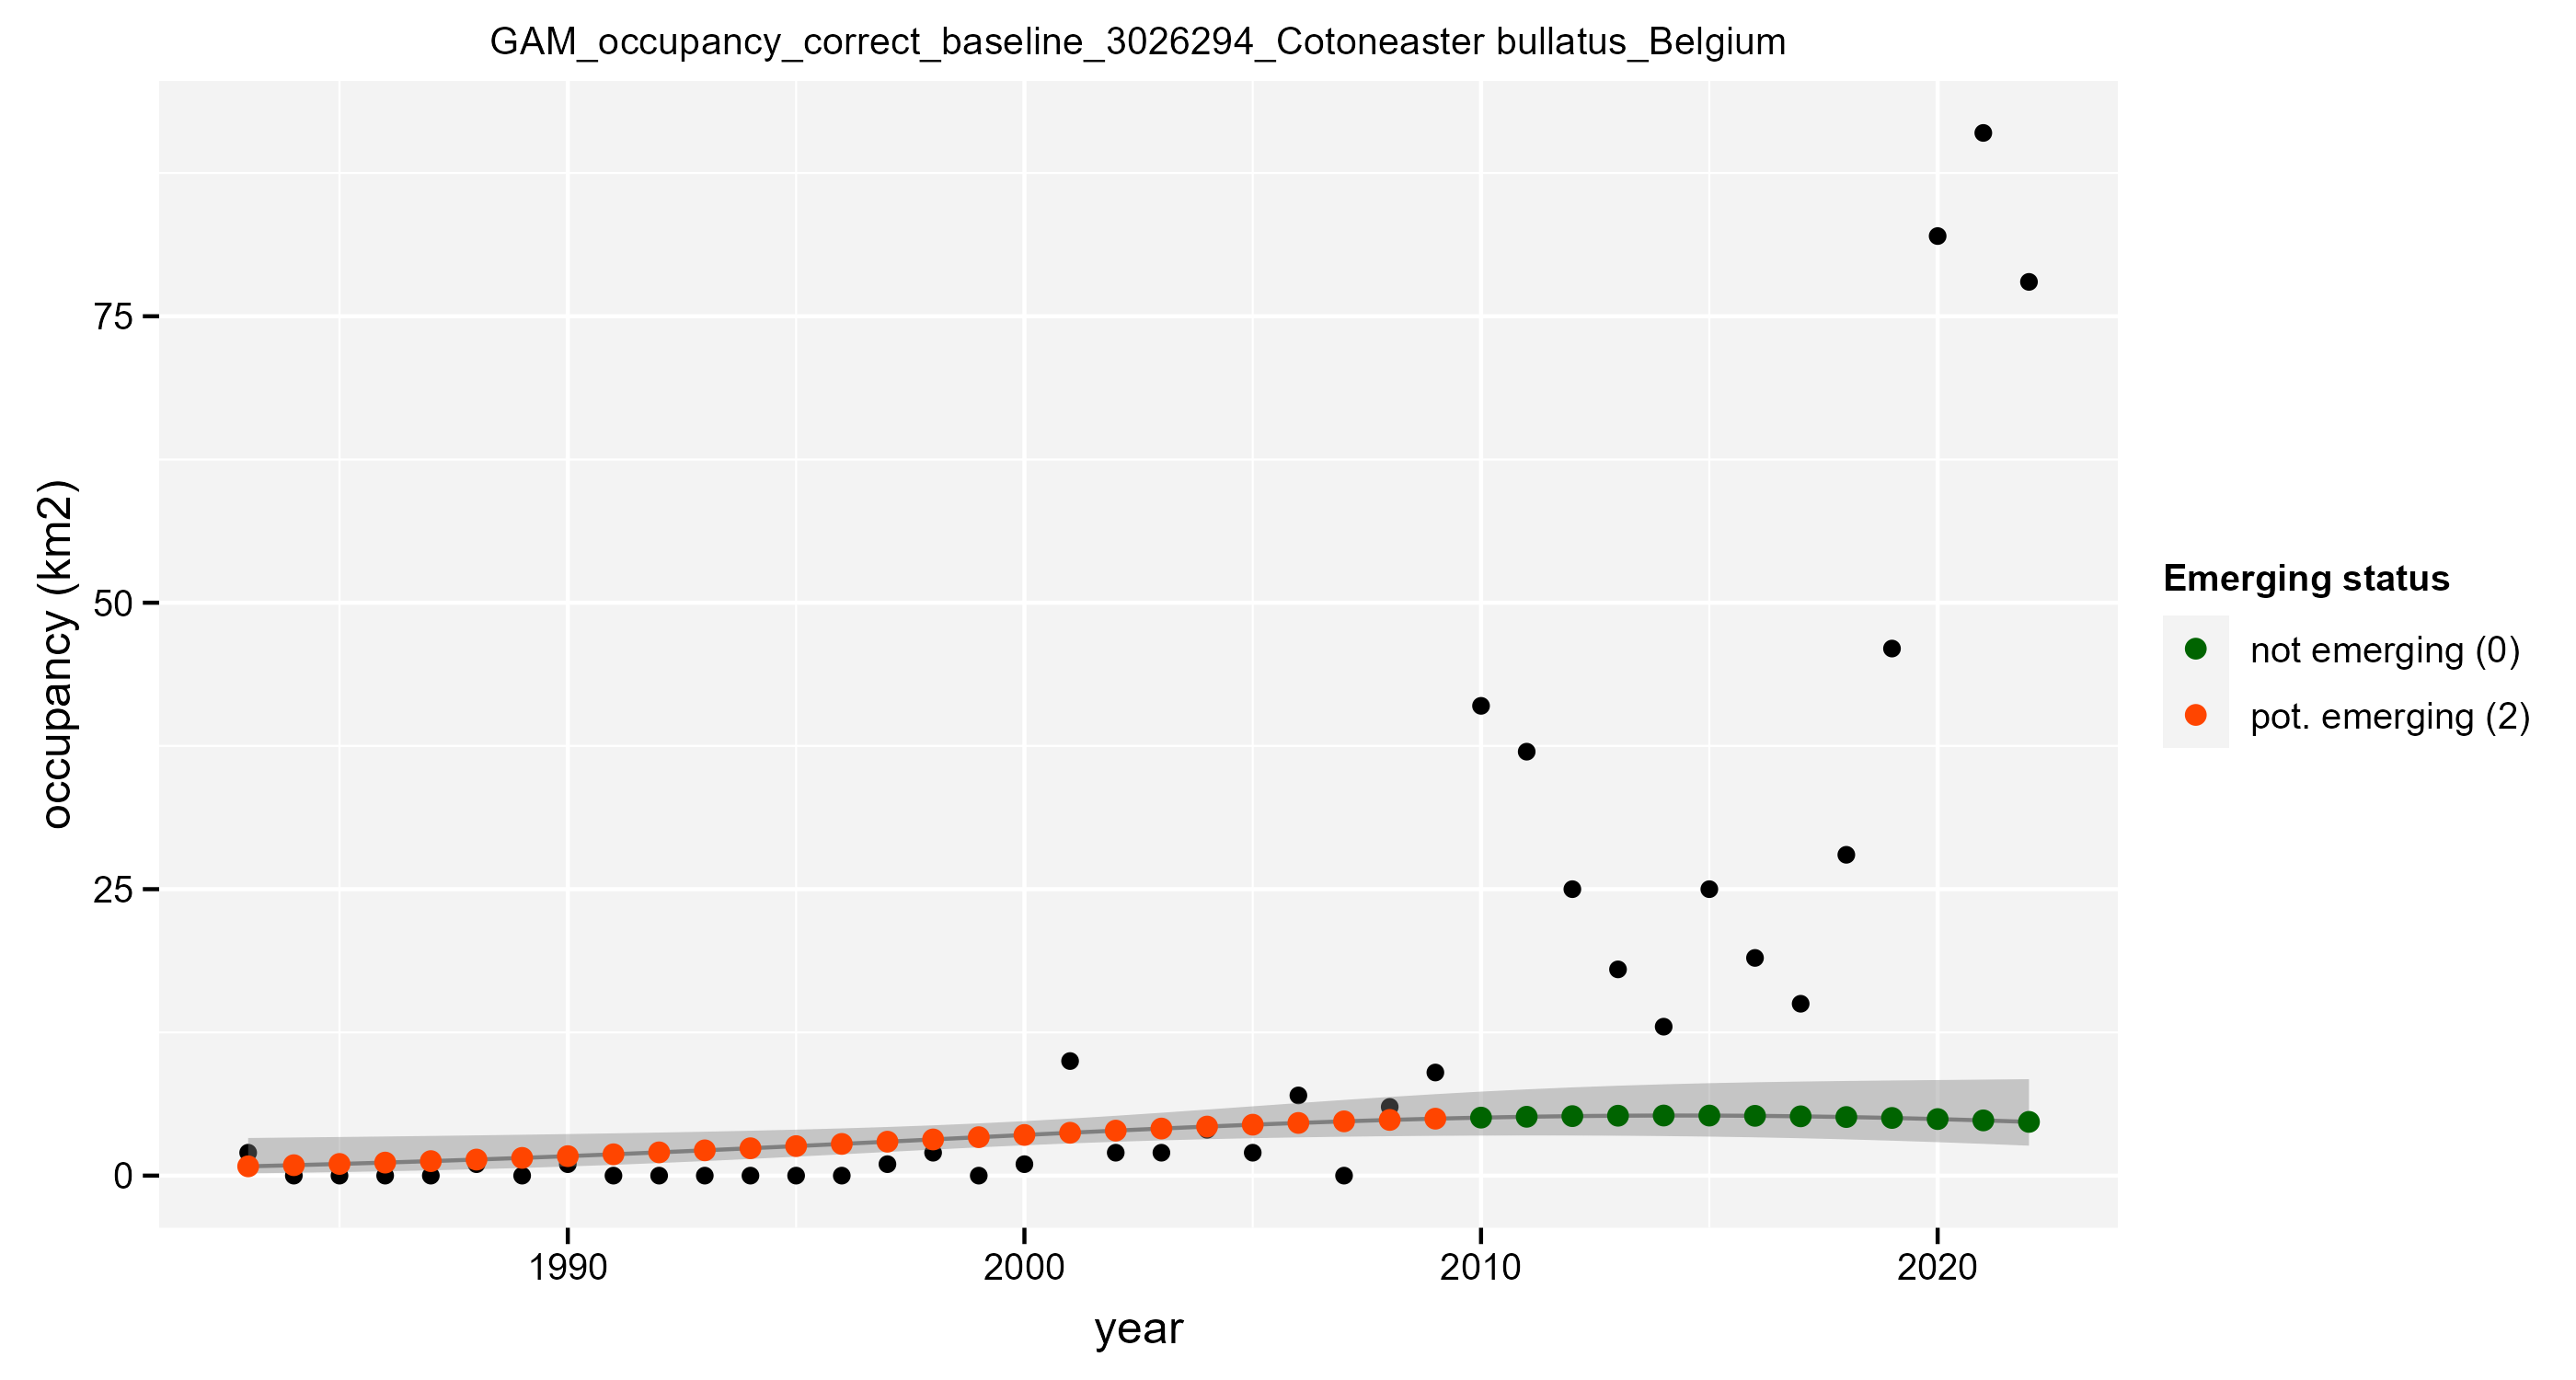 GAM_occupancy_correct_baseline_3026294_Cotoneaster bullatus_Belgium
occupancy (km2)
75
50
25
0
1990
2000
2010
2020
year
Emerging status
not emerging (0)
pot. emerging (2)